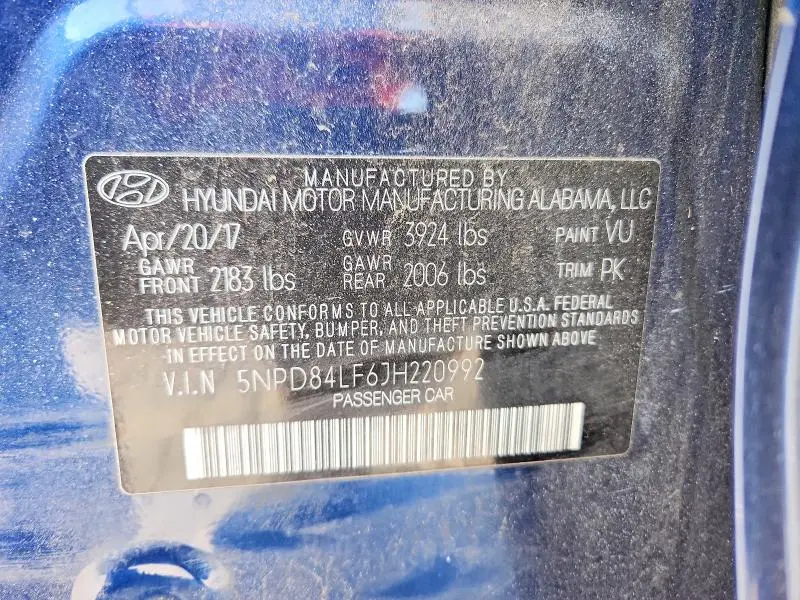 MANUFACTURED BY
HYUNDAI MOTOR MANUFACTURING ALABAMA, LLC
Apr/20/17 GVWR 3924 lbs PAINT VU
GAWR FRONT 2183 lbs GAWR REAR 2006 lbs TRIM PK
THIS VEHICLE CONFORMS TO ALL APPLICABLE U.S.A. FEDERAL
MOTOR VEHICLE SAFETY, BUMPER, AND THEFT PREVENTION STANDARDS
IN EFFECT ON THE DATE OF MANUFACTURE SHOWN ABOVE
V.I.N 5NPD84LF6JH220992
PASSENGER CAR